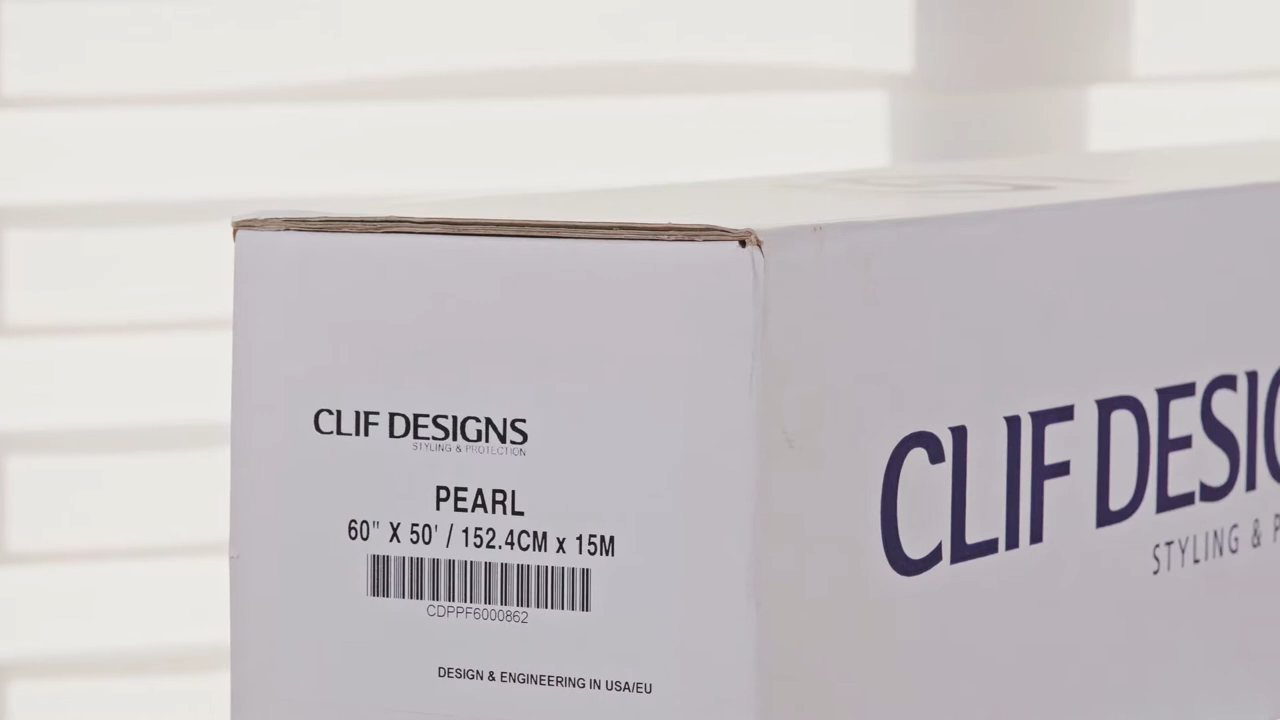 CLIF DESIGNS
STYLING & PROTECTION
PEARL
60" X 50' / 152.4CM x 15M
CDPPF6000862
DESIGN & ENGINEERING IN USA/EU
CLIF DESIG
STYLING & P